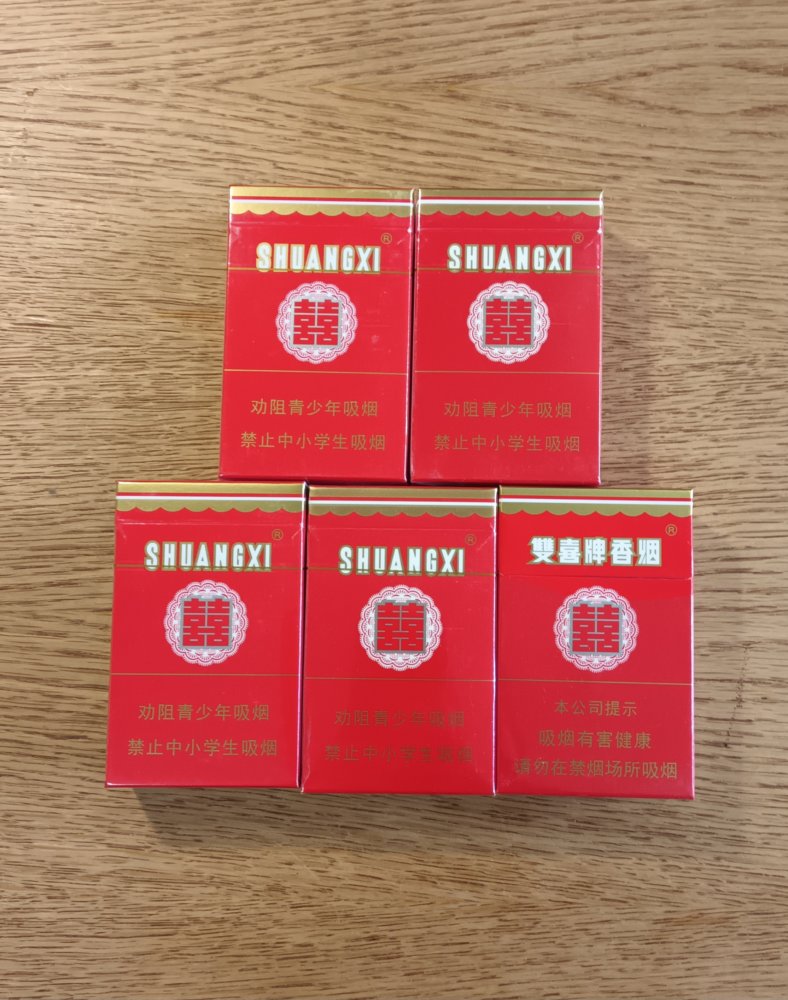 SHUANGXI ®
囍
劝阻青少年吸烟
禁止中小学生吸烟
SHUANGXI ®
囍
劝阻青少年吸烟
禁止中小学生吸烟
SHUANGXI ®
囍
劝阻青少年吸烟
禁止中小学生吸烟
SHUANGXI ®
囍
劝阻青少年吸烟
禁止中小学生吸烟
雙喜牌香烟 ®
囍
本公司提示
吸烟有害健康
请勿在禁烟场所吸烟